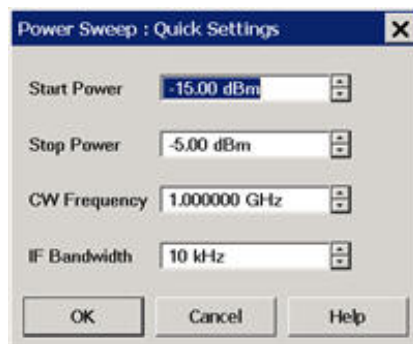 Power Sweep : Quick Settings
Start Power -15.00 dBm
Stop Power -5.00 dBm
CW Frequency 1.000000 GHz
IF Bandwidth 10 kHz
OK Cancel Help